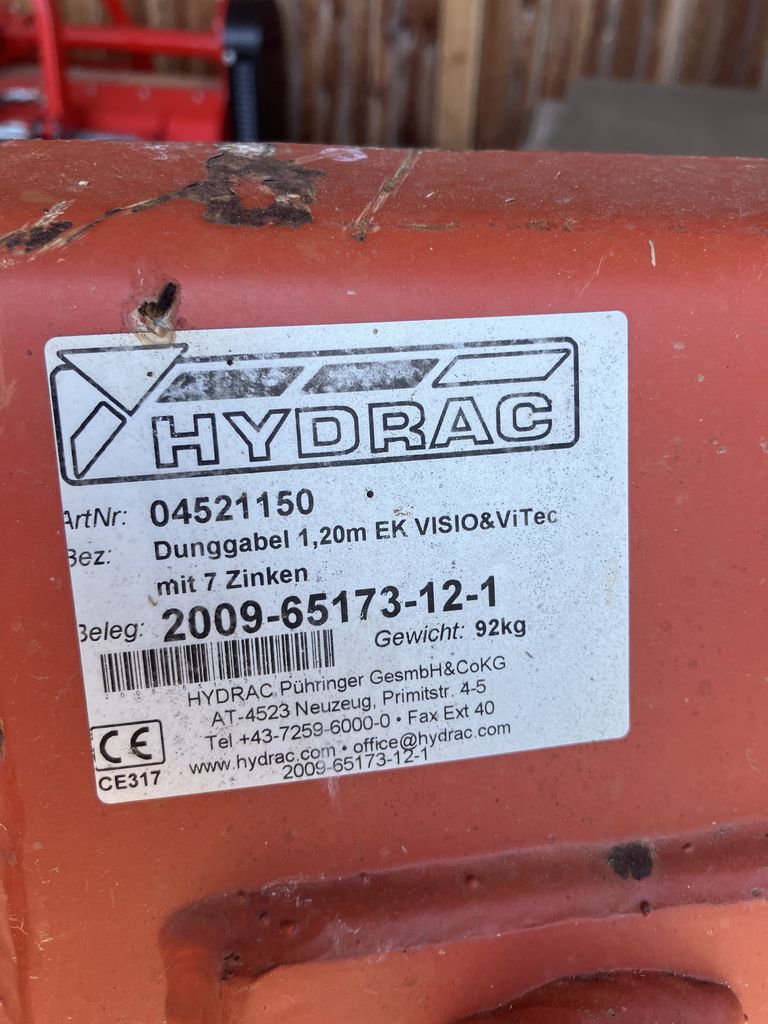 HYDRAC
ArtNr: 04521150
Bez: Dunggabel 1,20m EK VISIO&ViTec
mit 7 Zinken
Beleg: 2009-65173-12-1
Gewicht: 92kg
HYDRAC Pühringer GesmbH&CoKG
AT-4523 Neuzeug, Primitstr. 4-5
Tel +43-7259-6000-0 • Fax Ext 40
www.hydrac.com • office@hydrac.com
2009-65173-12-1
CE
CE317